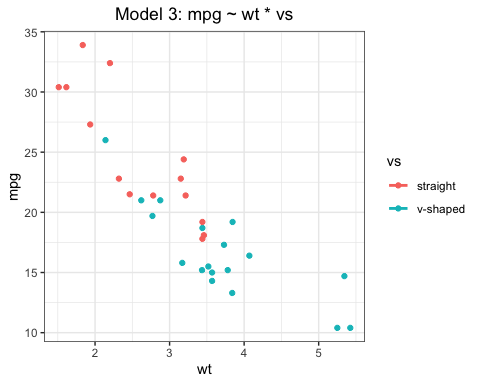 Model 3: mpg ~ wt * vs
35
30
25
20
15
10
mpg
2 3 4 5
wt
vs
straight
v-shaped